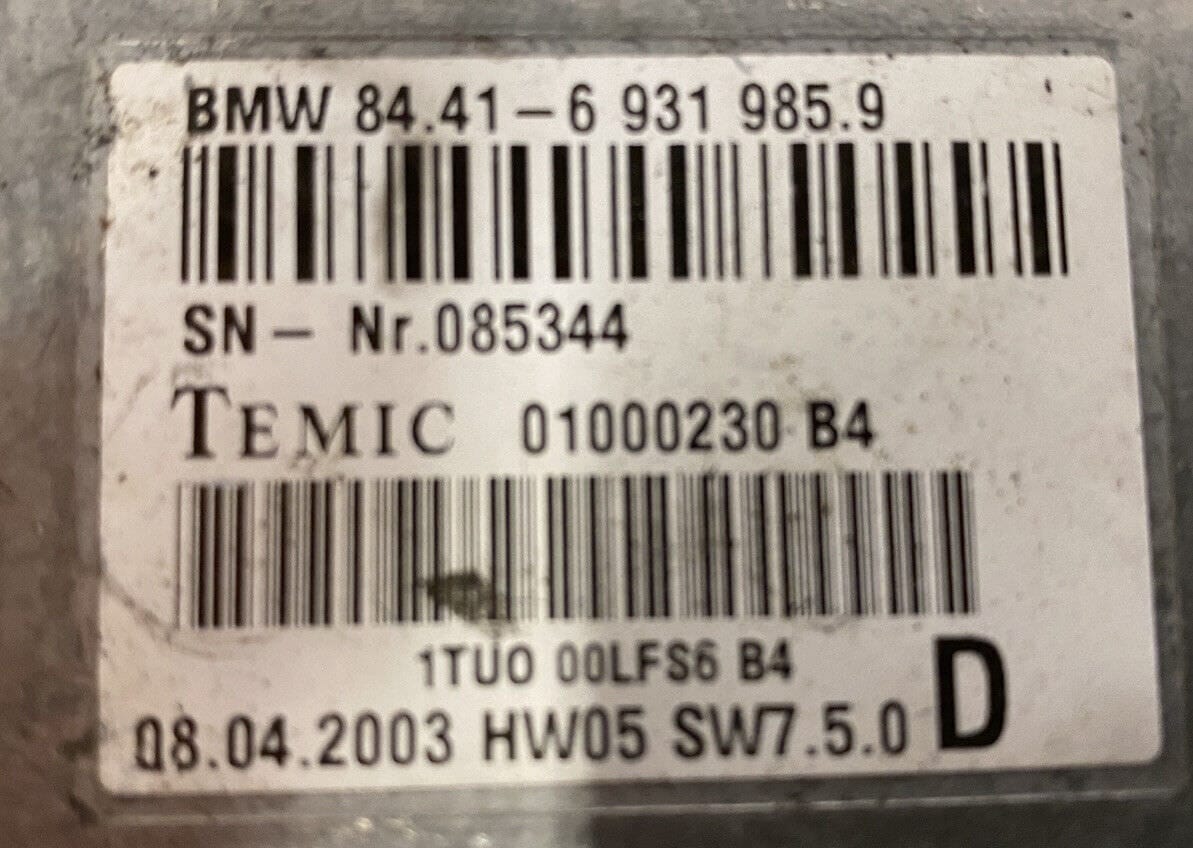 BMW 84.41-6 931 985.9
SN- Nr.085344
TEMIC 01000230 B4
1TU0 00LFS6 B4
08.04.2003 HW05 SW7.5.0 D